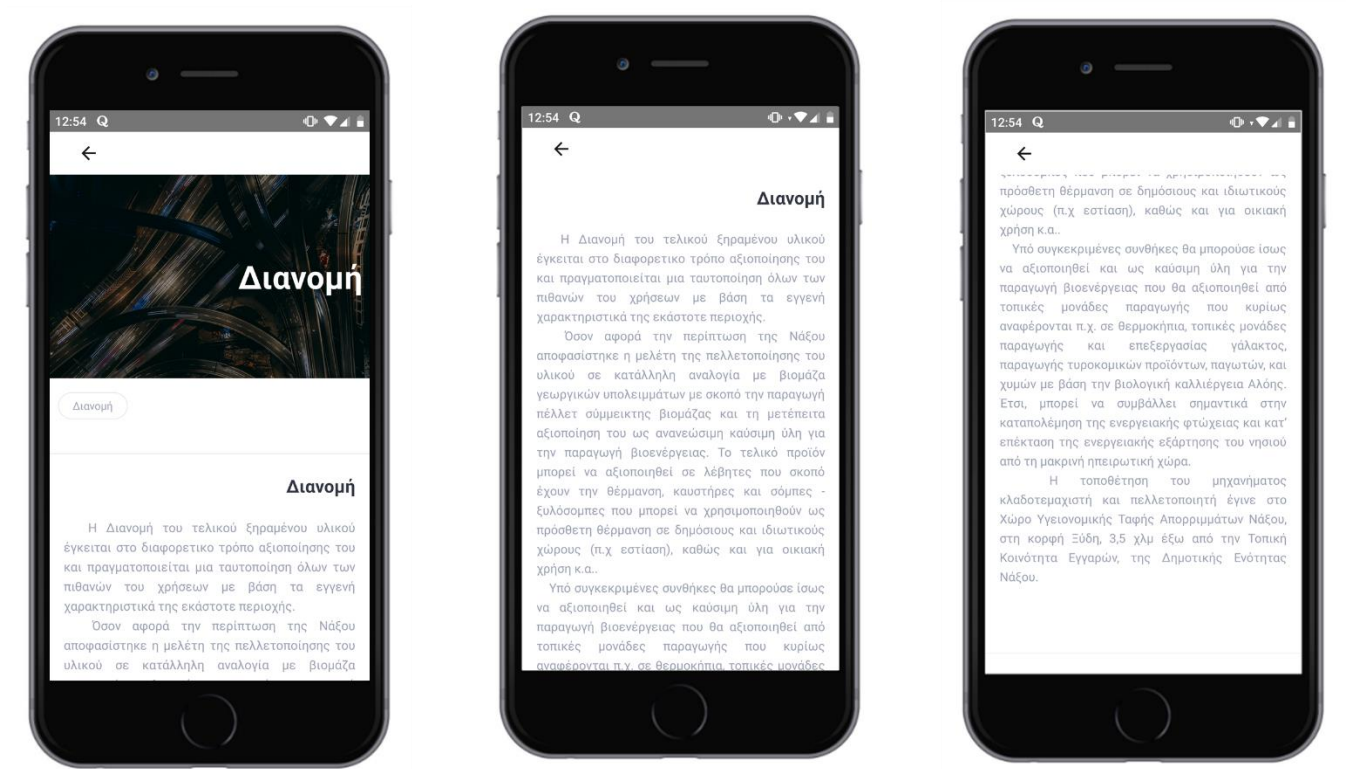 12:54 Q
Διανομή
Διανομή
Διανομή
Η Διανομή του τελικού ξηραμένου υλικού
έγκειται στο διαφορετικο τρόπο αξιοποίησης του
και πραγματοποιείται μια ταυτοποίηση όλων των
πιθανών του χρήσεων με βάση τα εγγενή
χαρακτηριστικά της εκάστοτε περιοχής.
Όσον αφορά την περίπτωση της Νάξου
αποφασίστηκε η μελέτη της πελλετοποίησης του
υλικού σε κατάλληλη αναλογία με βιομάζα
12:54 Q
Διανομή
Η Διανομή του τελικού ξηραμένου υλικού
έγκειται στο διαφορετικο τρόπο αξιοποίησης του
και πραγματοποιείται μια ταυτοποίηση όλων των
πιθανών του χρήσεων με βάση τα εγγενή
χαρακτηριστικά της εκάστοτε περιοχής.
Όσον αφορά την περίπτωση της Νάξου
αποφασίστηκε η μελέτη της πελλετοποίησης του
υλικού σε κατάλληλη αναλογία με βιομάζα
γεωργικών υπολειμμάτων με σκοπό την παραγωγή
πέλλετ σύμμεικτης βιομάζας και τη μετέπειτα
αξιοποίηση του ως ανανεώσιμη καύσιμη ύλη για
την παραγωγή βιοενέργειας. Το τελικό προϊόν
μπορεί να αξιοποιηθεί σε λέβητες που σκοπό
έχουν την θέρμανση, καυστήρες και σόμπες -
ξυλόσομπες που μπορεί να χρησιμοποιηθούν ως
πρόσθετη θέρμανση σε δημόσιους και ιδιωτικούς
χώρους (π.χ εστίαση), καθώς και για οικιακή
χρήση κ.α..
Υπό συγκεκριμένες συνθήκες θα μπορούσε ίσως
να αξιοποιηθεί και ως καύσιμη ύλη για την
παραγωγή βιοενέργειας που θα αξιοποιηθεί από
τοπικές μονάδες παραγωγής που κυρίως
αναφέρονται π.χ. σε θερμοκήπια, τοπικές μονάδες
12:54 Q
ξυλόσομπες που μπορεί να χρησιμοποιηθούν ως
πρόσθετη θέρμανση σε δημόσιους και ιδιωτικούς
χώρους (π.χ εστίαση), καθώς και για οικιακή
χρήση κ.α..
Υπό συγκεκριμένες συνθήκες θα μπορούσε ίσως
να αξιοποιηθεί και ως καύσιμη ύλη για την
παραγωγή βιοενέργειας που θα αξιοποιηθεί από
τοπικές μονάδες παραγωγής που κυρίως
αναφέρονται π.χ. σε θερμοκήπια, τοπικές μονάδες
παραγωγής και επεξεργασίας γάλακτος,
παραγωγής τυροκομικών προϊόντων, παγωτών, και
χυμών με βάση την βιολογική καλλιέργεια Αλόης.
Έτσι, μπορεί να συμβάλλει σημαντικά στην
καταπολέμηση της ενεργειακής φτώχειας και κατ'
επέκταση της ενεργειακής εξάρτησης του νησιού
από τη μακρινή ηπειρωτική χώρα.
Η τοποθέτηση του μηχανήματος
κλαδοτεμαχιστή και πελλετοποιητή έγινε στο
Χώρο Υγειονομικής Ταφής Απορριμμάτων Νάξου,
στη κορφή Ξύδη, 3,5 χλμ έξω από την Τοπική
Κοινότητα Εγγαρών, της Δημοτικής Ενότητας
Νάξου.